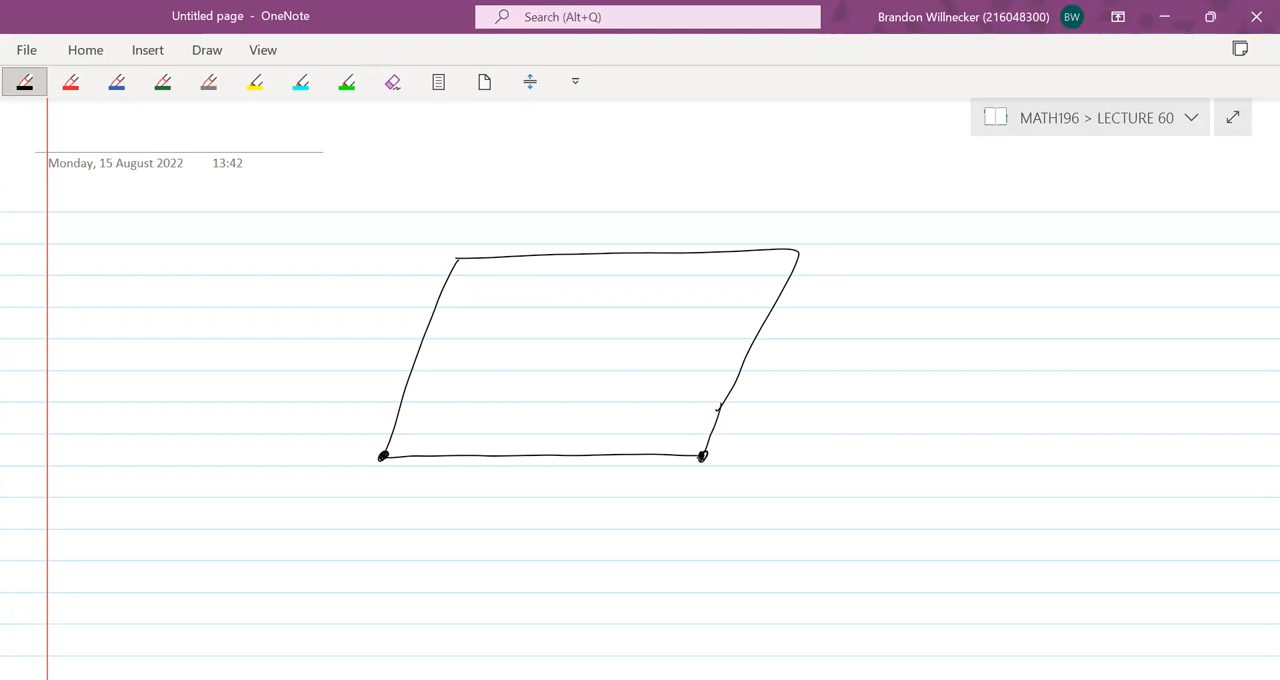 Untitled page - OneNote
Search (Alt+Q)
Brandon Willnecker (216048300)
BW
File Home Insert Draw View
MATH196 > LECTURE 60
Monday, 15 August 2022 13:42